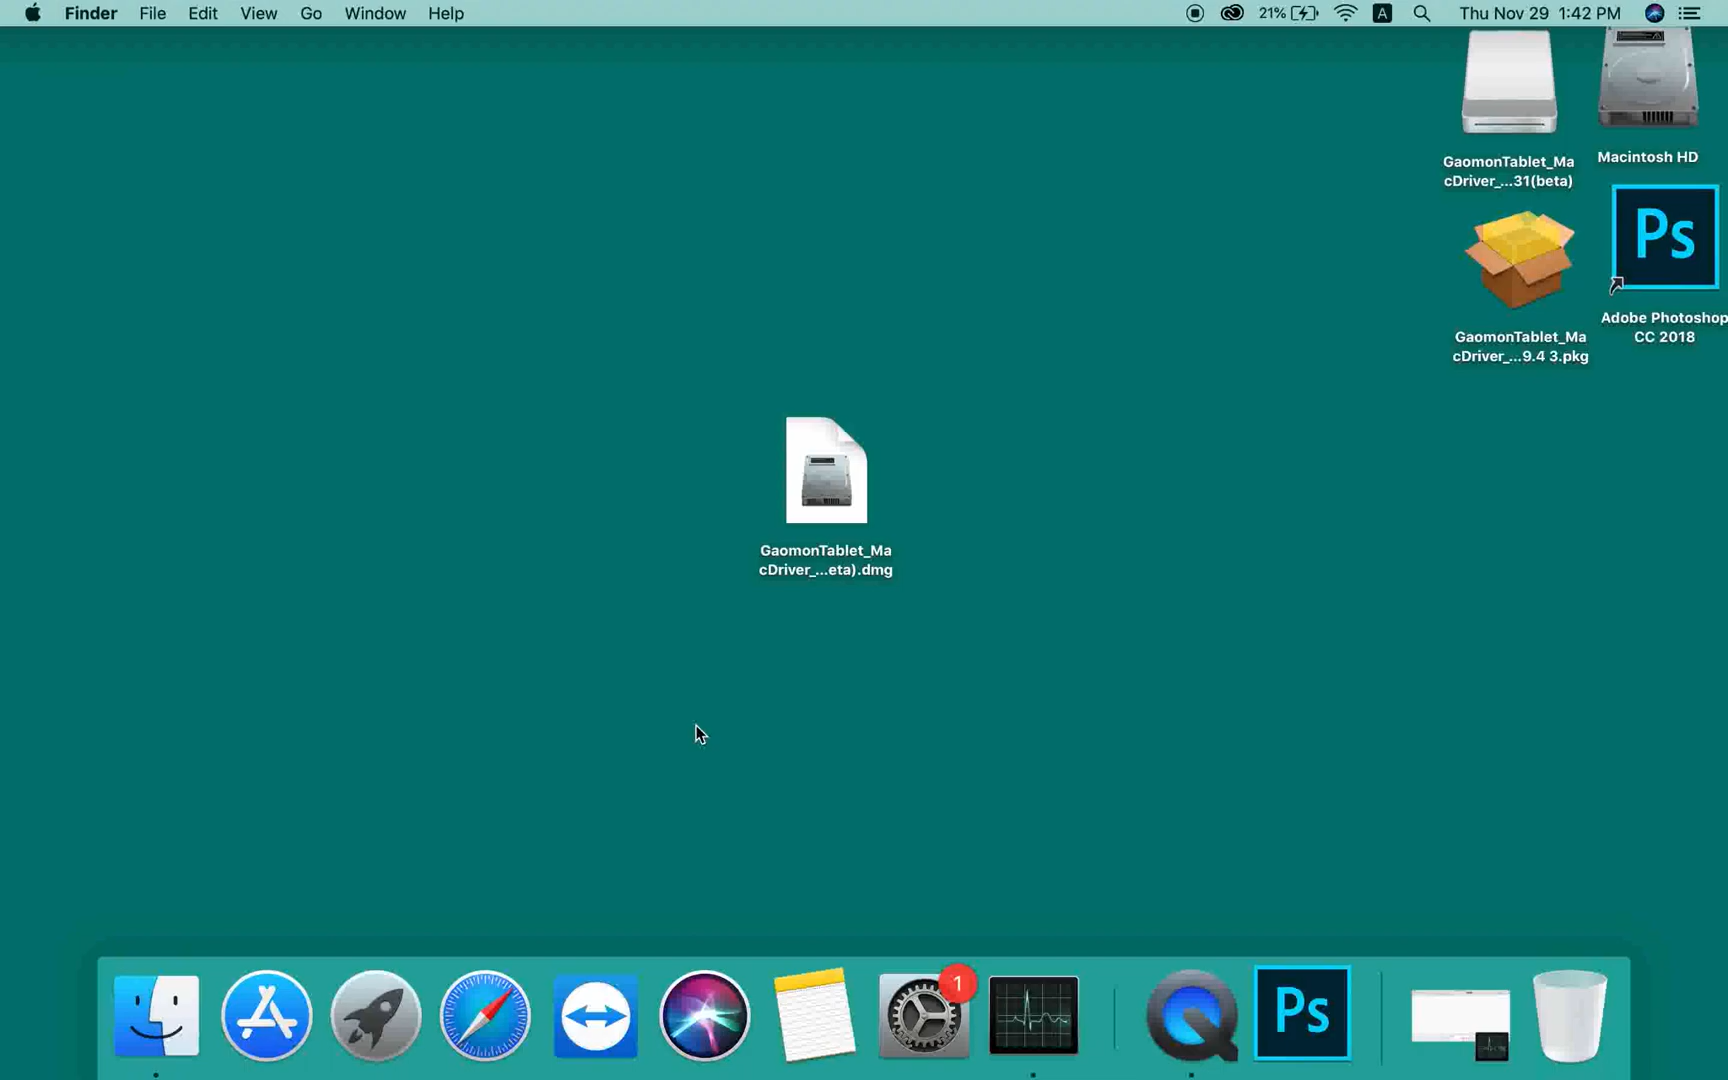 Finder File Edit View Go Window Help 21% A Thu Nov 29 1:42 PM
GaomonTablet_Ma
cDriver_...31(beta)
Macintosh HD
Ps
GaomonTablet_Ma
cDriver_...9.4 3.pkg
Adobe Photoshop
CC 2018
GaomonTablet_Ma
cDriver_...eta).dmg
1
Ps